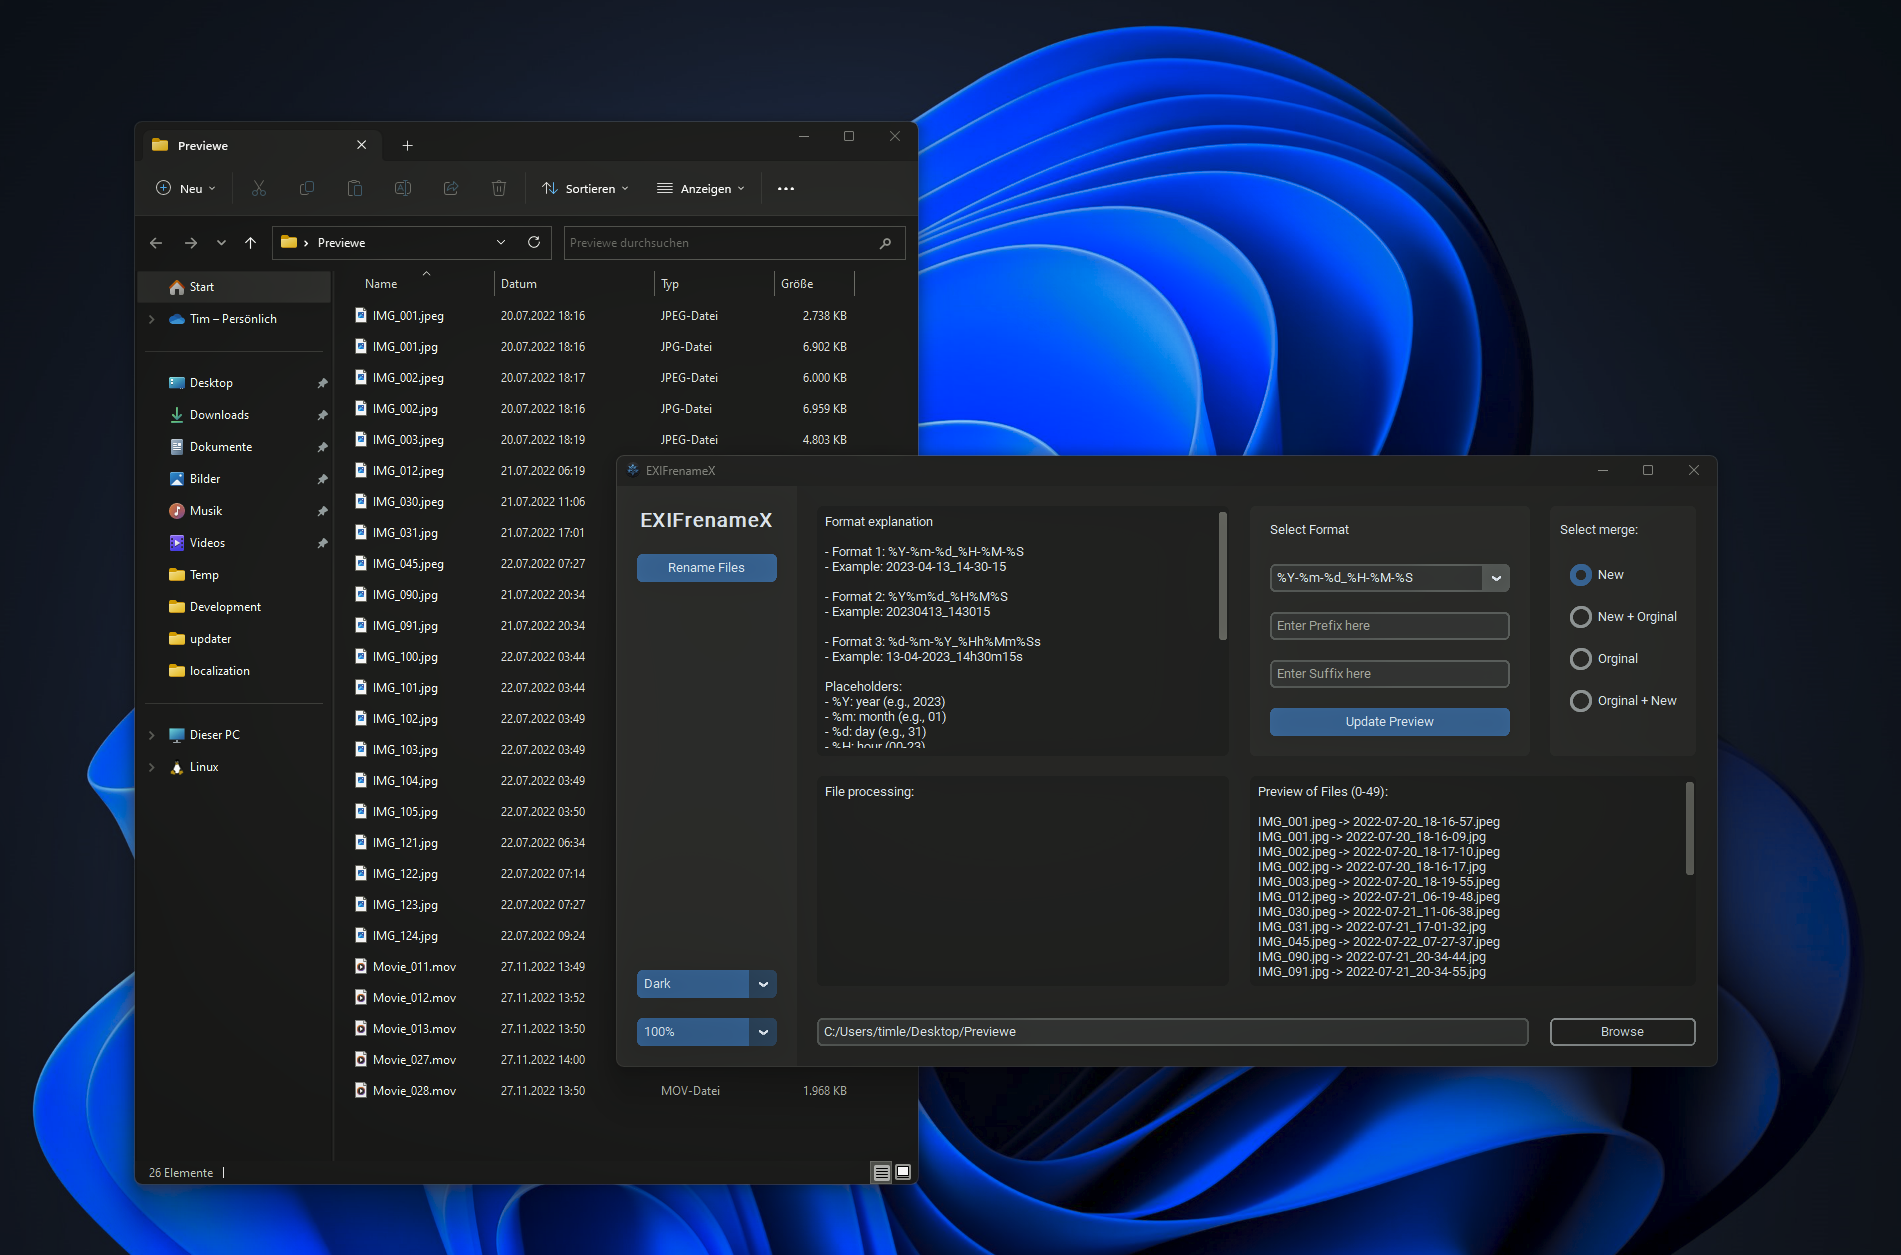 Previewe
Neu
Sortieren
Anzeigen
Previewe
Previewe durchsuchen
Start
Tim – Persönlich
Desktop
Downloads
Dokumente
Bilder
Musik
Videos
Temp
Development
updater
localization
Dieser PC
Linux
Name Datum Typ Größe
IMG_001.jpeg 20.07.2022 18:16 JPEG-Datei 2.738 KB
IMG_001.jpg 20.07.2022 18:16 JPG-Datei 6.902 KB
IMG_002.jpeg 20.07.2022 18:17 JPEG-Datei 6.000 KB
IMG_002.jpg 20.07.2022 18:16 JPG-Datei 6.959 KB
IMG_003.jpeg 20.07.2022 18:19 JPEG-Datei 4.803 KB
IMG_012.jpeg 21.07.2022 06:19
IMG_030.jpeg 21.07.2022 11:06
IMG_031.jpg 21.07.2022 17:01
IMG_045.jpeg 22.07.2022 07:27
IMG_090.jpg 21.07.2022 20:34
IMG_091.jpg 21.07.2022 20:34
IMG_100.jpg 22.07.2022 03:44
IMG_101.jpg 22.07.2022 03:44
IMG_102.jpg 22.07.2022 03:49
IMG_103.jpg 22.07.2022 03:49
IMG_104.jpg 22.07.2022 03:49
IMG_105.jpg 22.07.2022 03:50
IMG_121.jpg 22.07.2022 06:34
IMG_122.jpg 22.07.2022 07:14
IMG_123.jpg 22.07.2022 07:27
IMG_124.jpg 22.07.2022 09:24
Movie_011.mov 27.11.2022 13:49
Movie_012.mov 27.11.2022 13:52
Movie_013.mov 27.11.2022 13:50
Movie_027.mov 27.11.2022 14:00
Movie_028.mov 27.11.2022 13:50 MOV-Datei 1.968 KB
26 Elemente
EXIFrenameX
EXIFrenameX
Rename Files
Dark
100%
Format explanation
- Format 1: %Y-%m-%d_%H-%M-%S
- Example: 2023-04-13_14-30-15
- Format 2: %Y%m%d_%H%M%S
- Example: 20230413_143015
- Format 3: %d-%m-%Y_%Hh%Mm%Ss
- Example: 13-04-2023_14h30m15s
Placeholders:
- %Y: year (e.g., 2023)
- %m: month (e.g., 01)
- %d: day (e.g., 31)
- %H: hour (00-23)
Select Format
%Y-%m-%d_%H-%M-%S
Enter Prefix here
Enter Suffix here
Update Preview
Select merge:
New
New + Orginal
Orginal
Orginal + New
File processing:
Preview of Files (0-49):
IMG_001.jpeg -> 2022-07-20_18-16-57.jpeg
IMG_001.jpg -> 2022-07-20_18-16-09.jpg
IMG_002.jpeg -> 2022-07-20_18-17-10.jpeg
IMG_002.jpg -> 2022-07-20_18-16-17.jpg
IMG_003.jpeg -> 2022-07-20_18-19-55.jpeg
IMG_012.jpeg -> 2022-07-21_06-19-48.jpeg
IMG_030.jpeg -> 2022-07-21_11-06-38.jpeg
IMG_031.jpg -> 2022-07-21_17-01-32.jpg
IMG_045.jpeg -> 2022-07-22_07-27-37.jpeg
IMG_090.jpg -> 2022-07-21_20-34-44.jpg
IMG_091.jpg -> 2022-07-21_20-34-55.jpg
C:/Users/timle/Desktop/Previewe
Browse